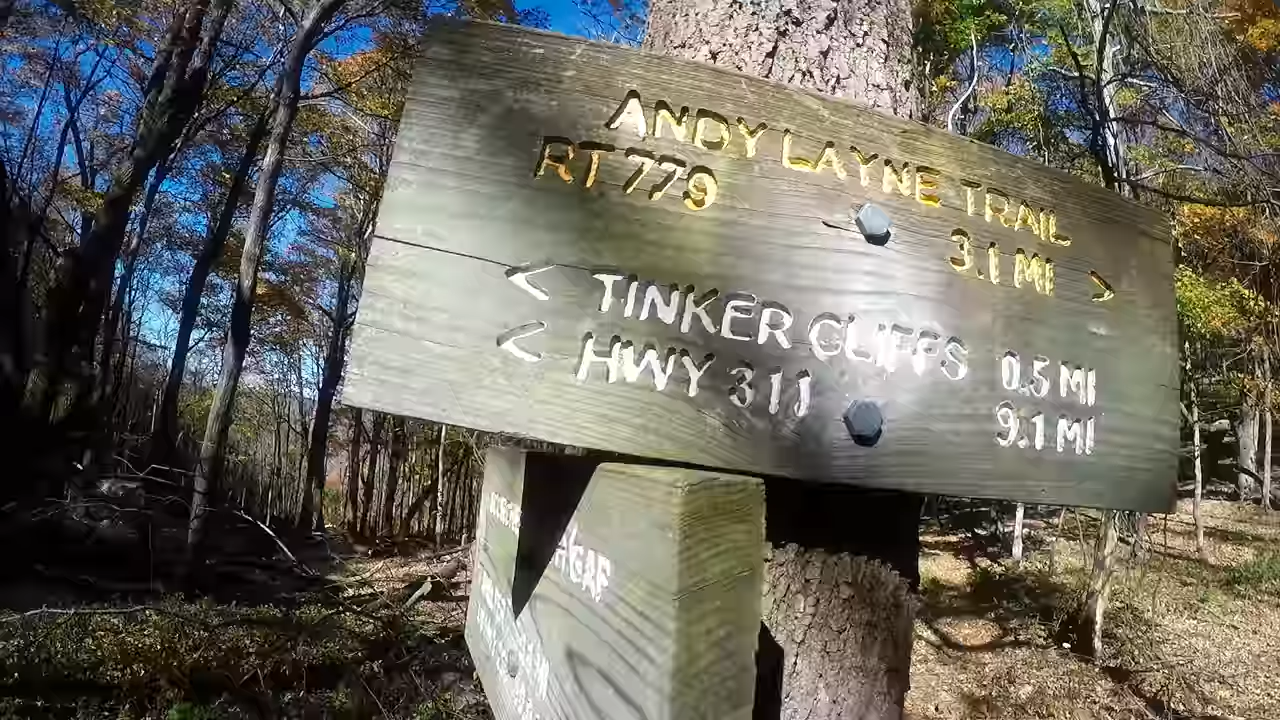 ANDY LAYNE TRAIL
RT 779
3.1 MI >
< TINKER CLIFFS 0.5 MI
< HWY 311 9.1 MI